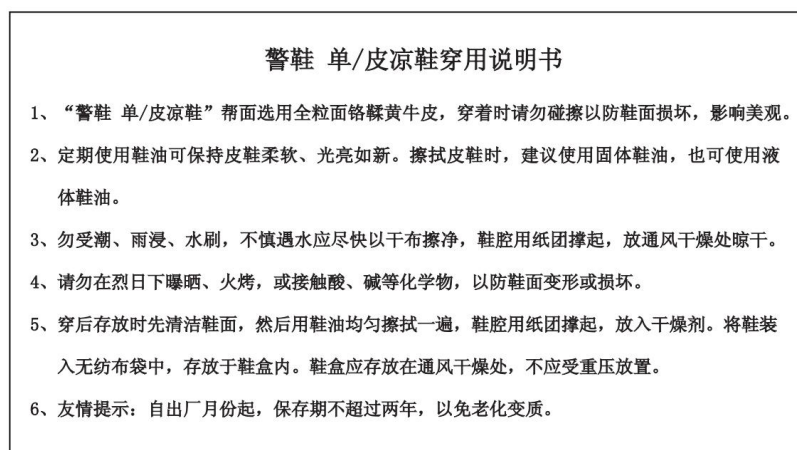 警鞋 单/皮凉鞋穿用说明书
1、“警鞋 单/皮凉鞋”帮面选用全粒面铬鞣黄牛皮，穿着时请勿碰擦以防鞋面损坏，影响美观。
2、定期使用鞋油可保持皮鞋柔软、光亮如新。擦拭皮鞋时，建议使用固体鞋油，也可使用液
体鞋油。
3、勿受潮、雨浸、水刷，不慎遇水应尽快以干布擦净，鞋腔用纸团撑起，放通风干燥处晾干。
4、请勿在烈日下曝晒、火烤，或接触酸、碱等化学物，以防鞋面变形或损坏。
5、穿后存放时先清洁鞋面，然后用鞋油均匀擦拭一遍，鞋腔用纸团撑起，放入干燥剂。将鞋装
入无纺布袋中，存放于鞋盒内。鞋盒应存放在通风干燥处，不应受重压放置。
6、友情提示：自出厂月份起，保存期不超过两年，以免老化变质。